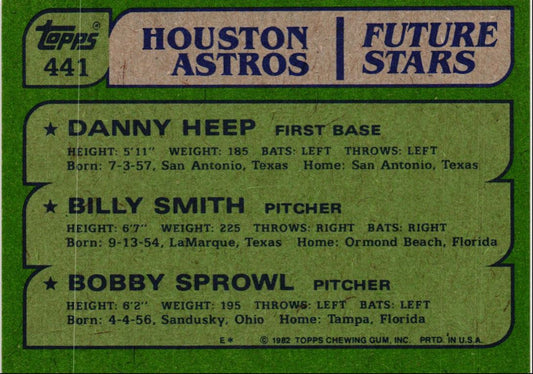 topps
441
HOUSTON ASTROS
FUTURE STARS
★ DANNY HEEP FIRST BASE
HEIGHT: 5'11" WEIGHT: 185 BATS: LEFT THROWS: LEFT
Born: 7-3-57, San Antonio, Texas Home: San Antonio, Texas
★ BILLY SMITH PITCHER
HEIGHT: 6'7" WEIGHT: 225 THROWS: RIGHT BATS: RIGHT
Born: 9-13-54, LaMarque, Texas Home: Ormond Beach, Florida
★ BOBBY SPROWL PITCHER
HEIGHT: 6'2" WEIGHT: 195 THROWS: LEFT BATS: LEFT
Born: 4-4-56, Sandusky, Ohio Home: Tampa, Florida
E* © 1982 TOPPS CHEWING GUM, INC. PRTD. IN U.S.A.